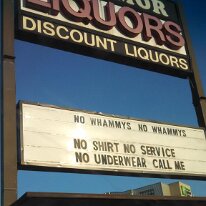 LIQUORS
DISCOUNT LIQUORS
NO WHAMMYS NO WHAMMYS
NO SHIRT NO SERVICE
NO UNDERWEAR CALL ME